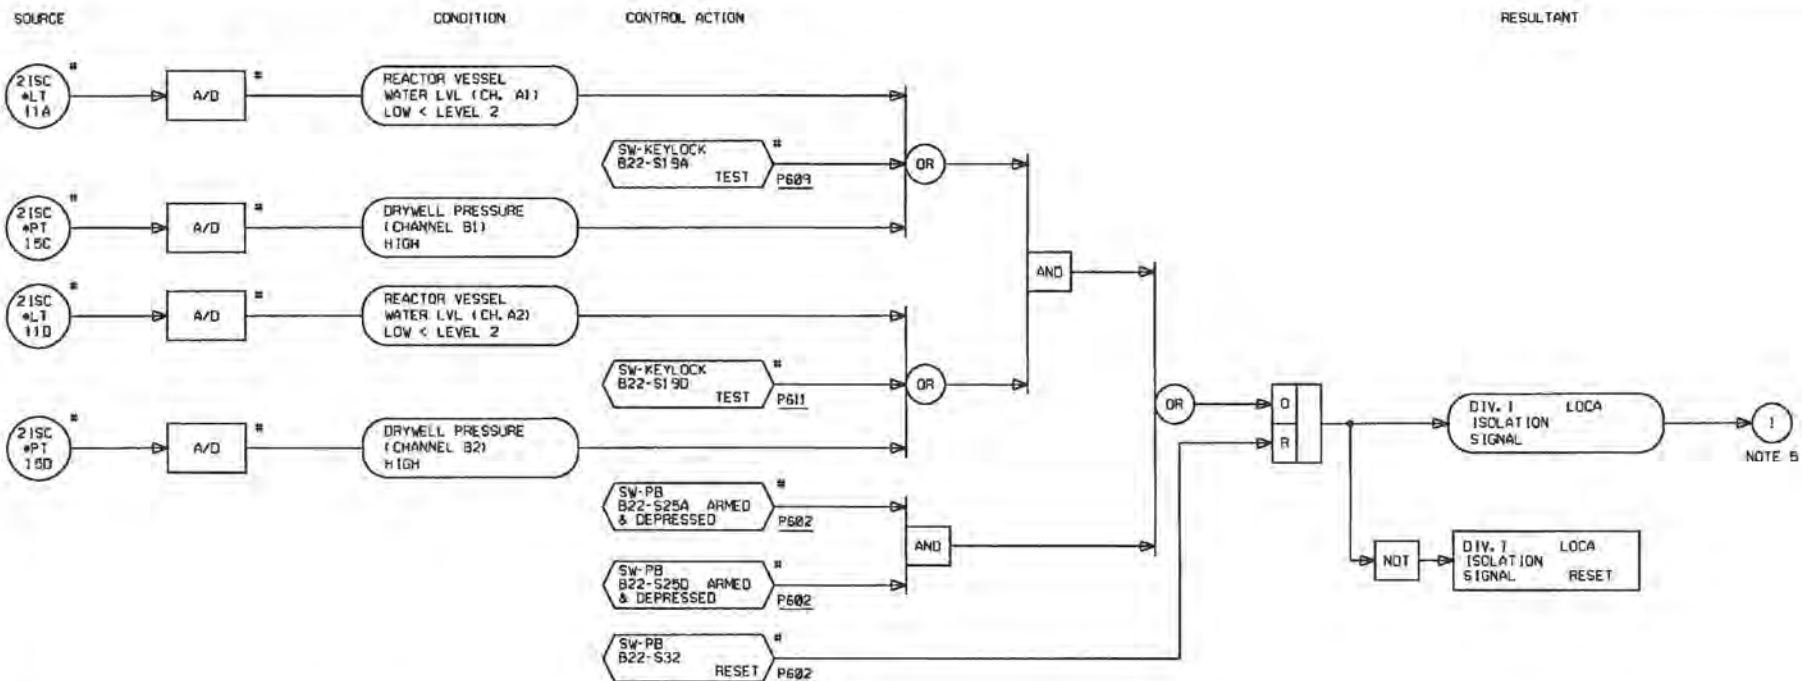 SOURCE CONDITION CONTROL ACTION RESULTANT
#
2ISC
*LT
11A
A/D
#
REACTOR VESSEL
WATER LVL (CH. A1)
LOW < LEVEL 2
SW-KEYLOCK
B22-S19A
TEST
#
P609
OR
#
2ISC
*PT
15C
A/D
#
DRYWELL PRESSURE
(CHANNEL B1)
HIGH
AND
#
2ISC
*LT
11D
A/D
#
REACTOR VESSEL
WATER LVL (CH. A2)
LOW < LEVEL 2
SW-KEYLOCK
B22-S19D
TEST
#
P611
OR
#
2ISC
*PT
15D
A/D
#
DRYWELL PRESSURE
(CHANNEL B2)
HIGH
OR
O
R
DIV. I LOCA
ISOLATION
SIGNAL
1
NOTE 5
SW-PB
B22-S25A ARMED
& DEPRESSED
#
P602
AND
SW-PB
B22-S25D ARMED
& DEPRESSED
#
P602
NOT
DIV. I LOCA
ISOLATION
SIGNAL RESET
SW-PB
B22-S32
RESET
#
P602